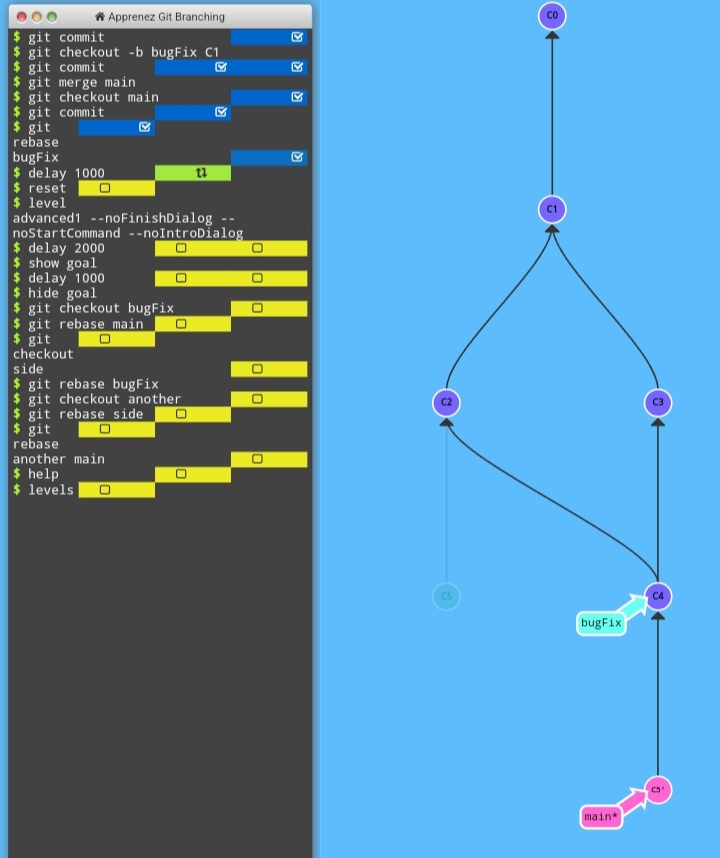 Apprenez Git Branching
$ git commit
$ git checkout -b bugFix C1
$ git commit
$ git merge main
$ git checkout main
$ git commit
$ git
rebase
bugFix
$ delay 1000
$ reset
$ level
advanced1 --noFinishDialog --
noStartCommand --noIntroDialog
$ delay 2000
$ show goal
$ delay 1000
$ hide goal
$ git checkout bugFix
$ git rebase main
$ git
checkout
side
$ git rebase bugFix
$ git checkout another
$ git rebase side
$ git
rebase
another main
$ help
$ levels
C0
C1
C2
C3
C5
C4
bugFix
C5'
main*